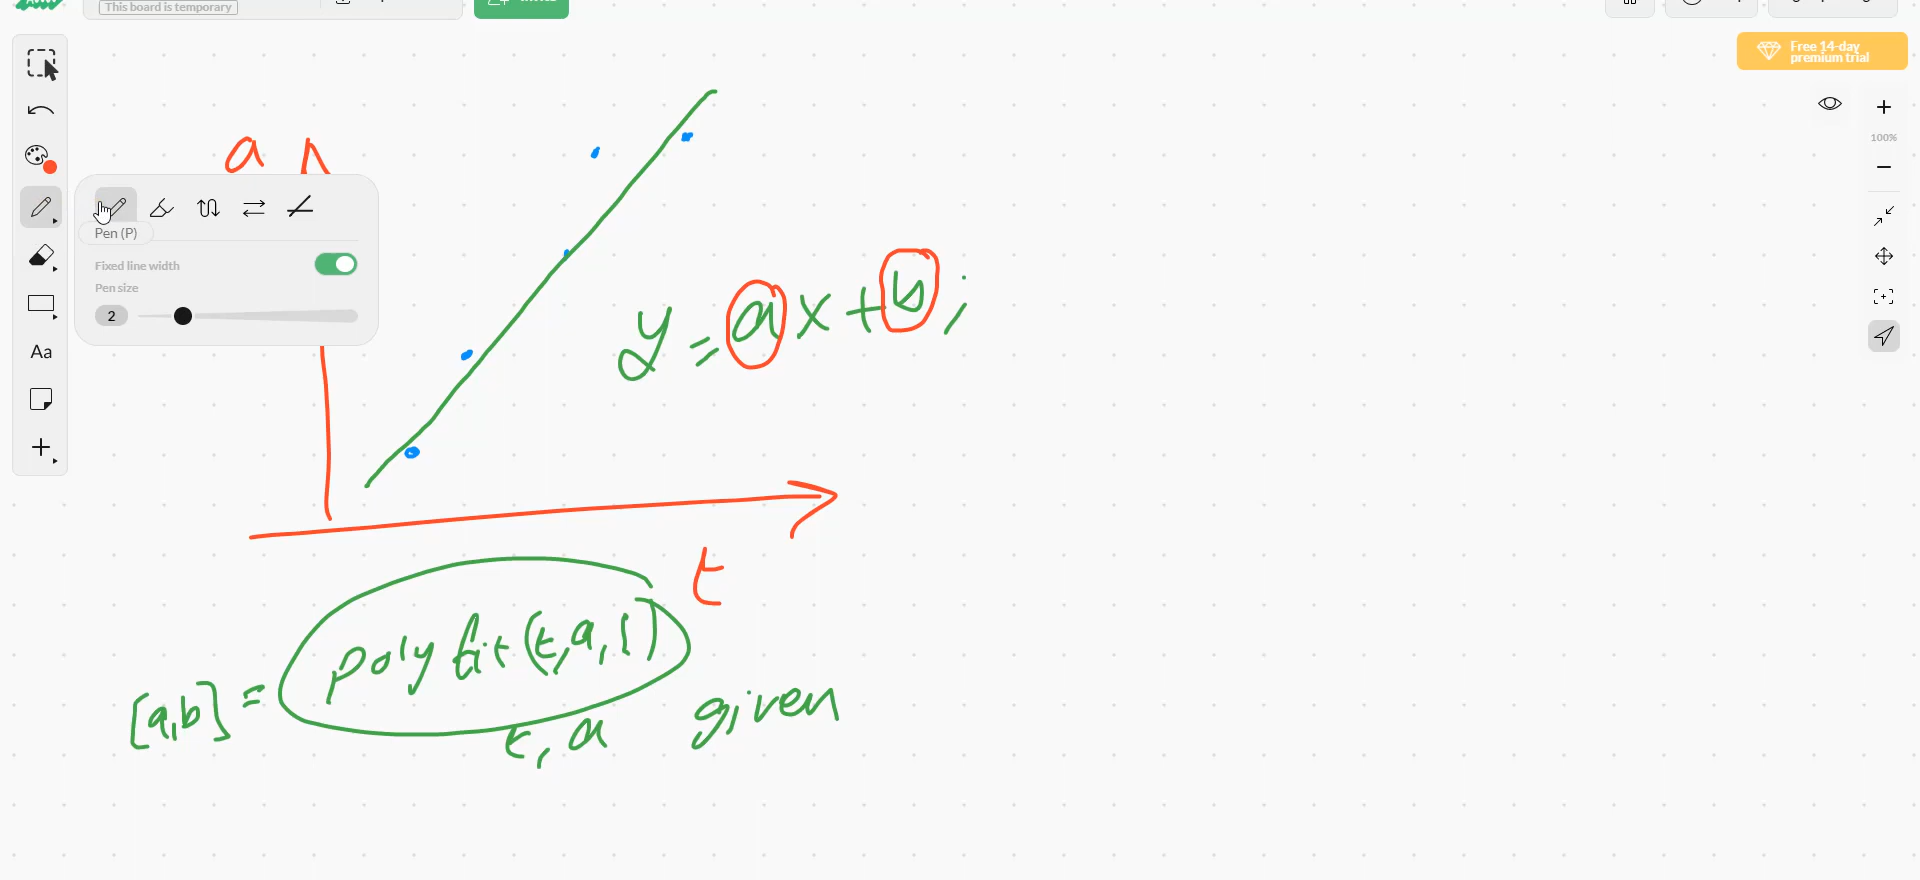 This board is temporary
Free 14-day
premium trial
100%
a
Pen (P)
Fixed line width
Pen size
2
Aa
y = ax + b;
t
[a,b] = polyfit(t,a,1)
t, a given